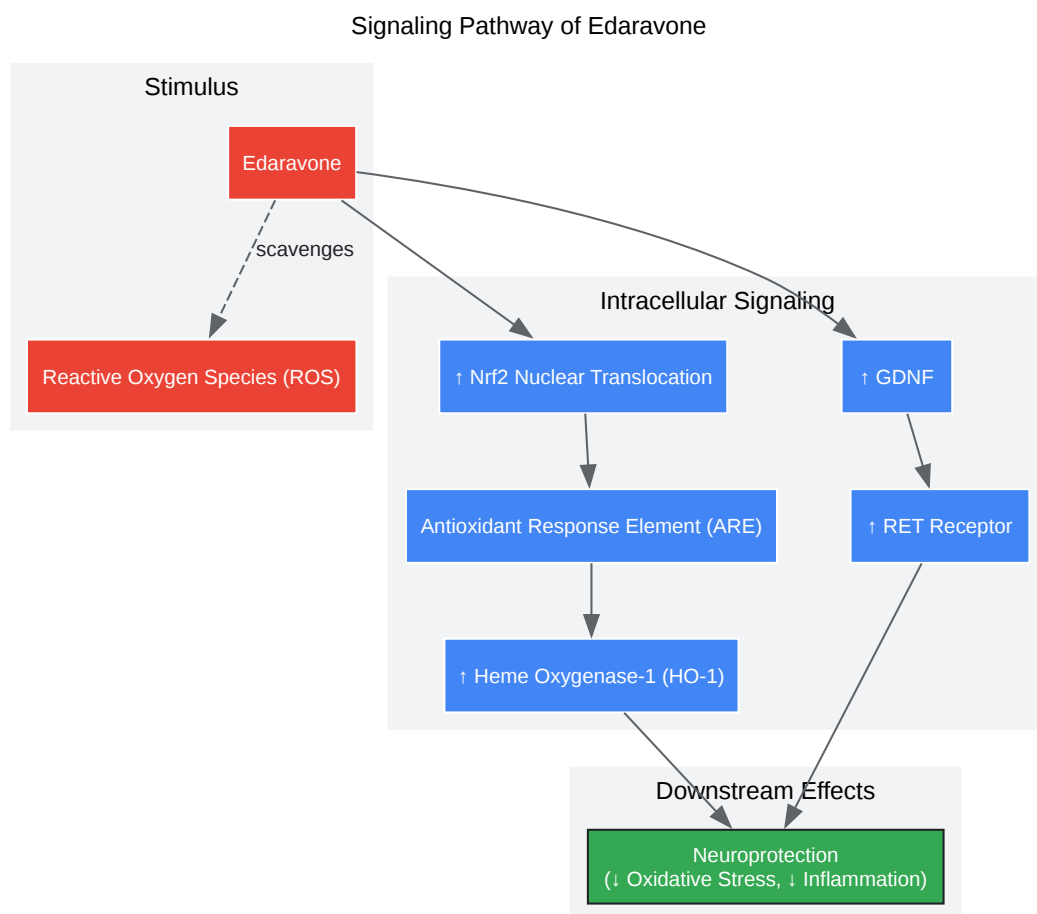 Signaling Pathway of Edaravone
Stimulus
Edaravone
scavenges
Intracellular Signaling
Reactive Oxygen Species (ROS)
↑ Nrf2 Nuclear Translocation
↑ GDNF
Antioxidant Response Element (ARE)
↑ RET Receptor
↑ Heme Oxygenase-1 (HO-1)
Downstream Effects
Neuroprotection
(↓ Oxidative Stress, ↓ Inflammation)